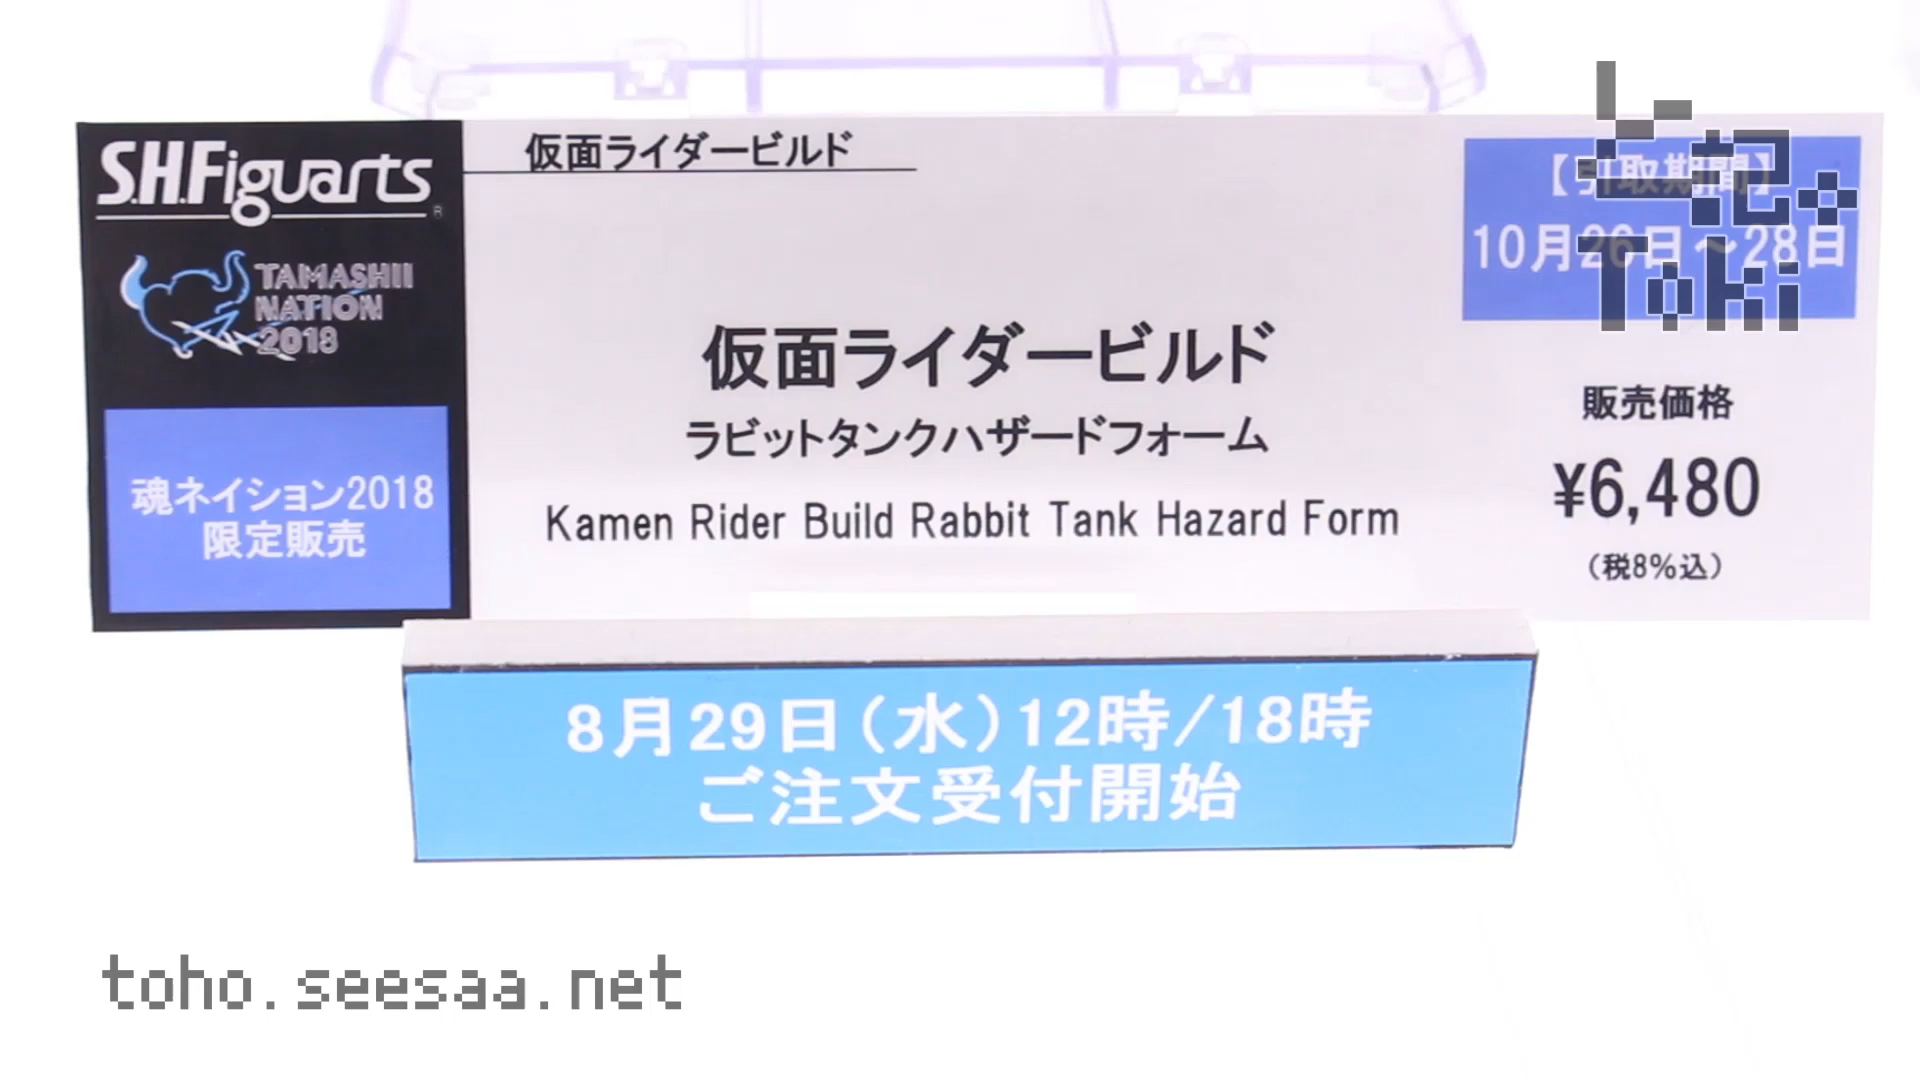 S.H.Figuarts
TAMASHII
NATION
2018
魂ネイション2018
限定販売
仮面ライダービルド
仮面ライダービルド
ラビットタンクハザードフォーム
Kamen Rider Build Rabbit Tank Hazard Form
【引取期間】
10月26日～28日
販売価格
¥6,480
（税8%込）
8月29日（水）12時/18時
ご注文受付開始
Toki
toho.seesaa.net